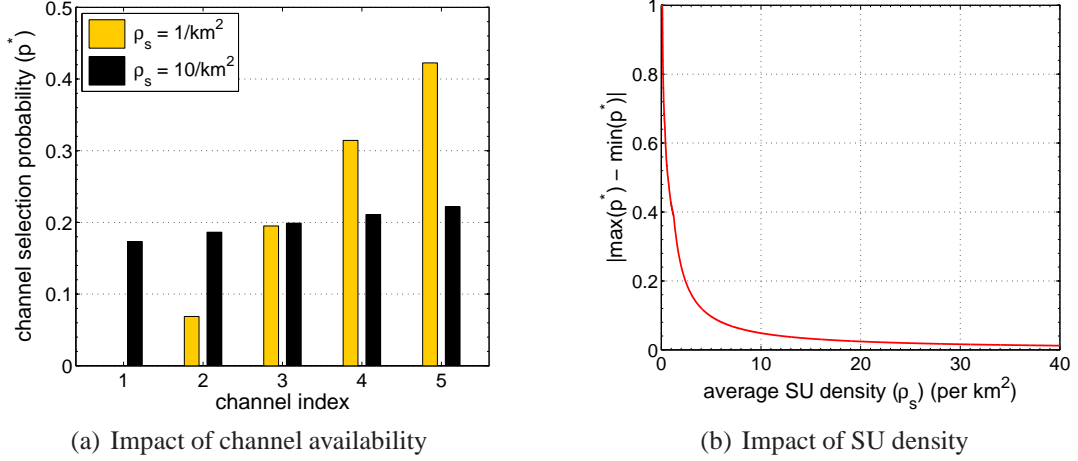 0.5
0.4
0.3
0.2
0.1
0
channel selection probability (p*)
ρs = 1/km²
ρs = 10/km²
1 2 3 4 5
channel index
(a) Impact of channel availability
1
0.8
0.6
0.4
0.2
0
|max(p*) − min(p*)|
0 10 20 30 40
average SU density (ρs) (per km²)
(b) Impact of SU density